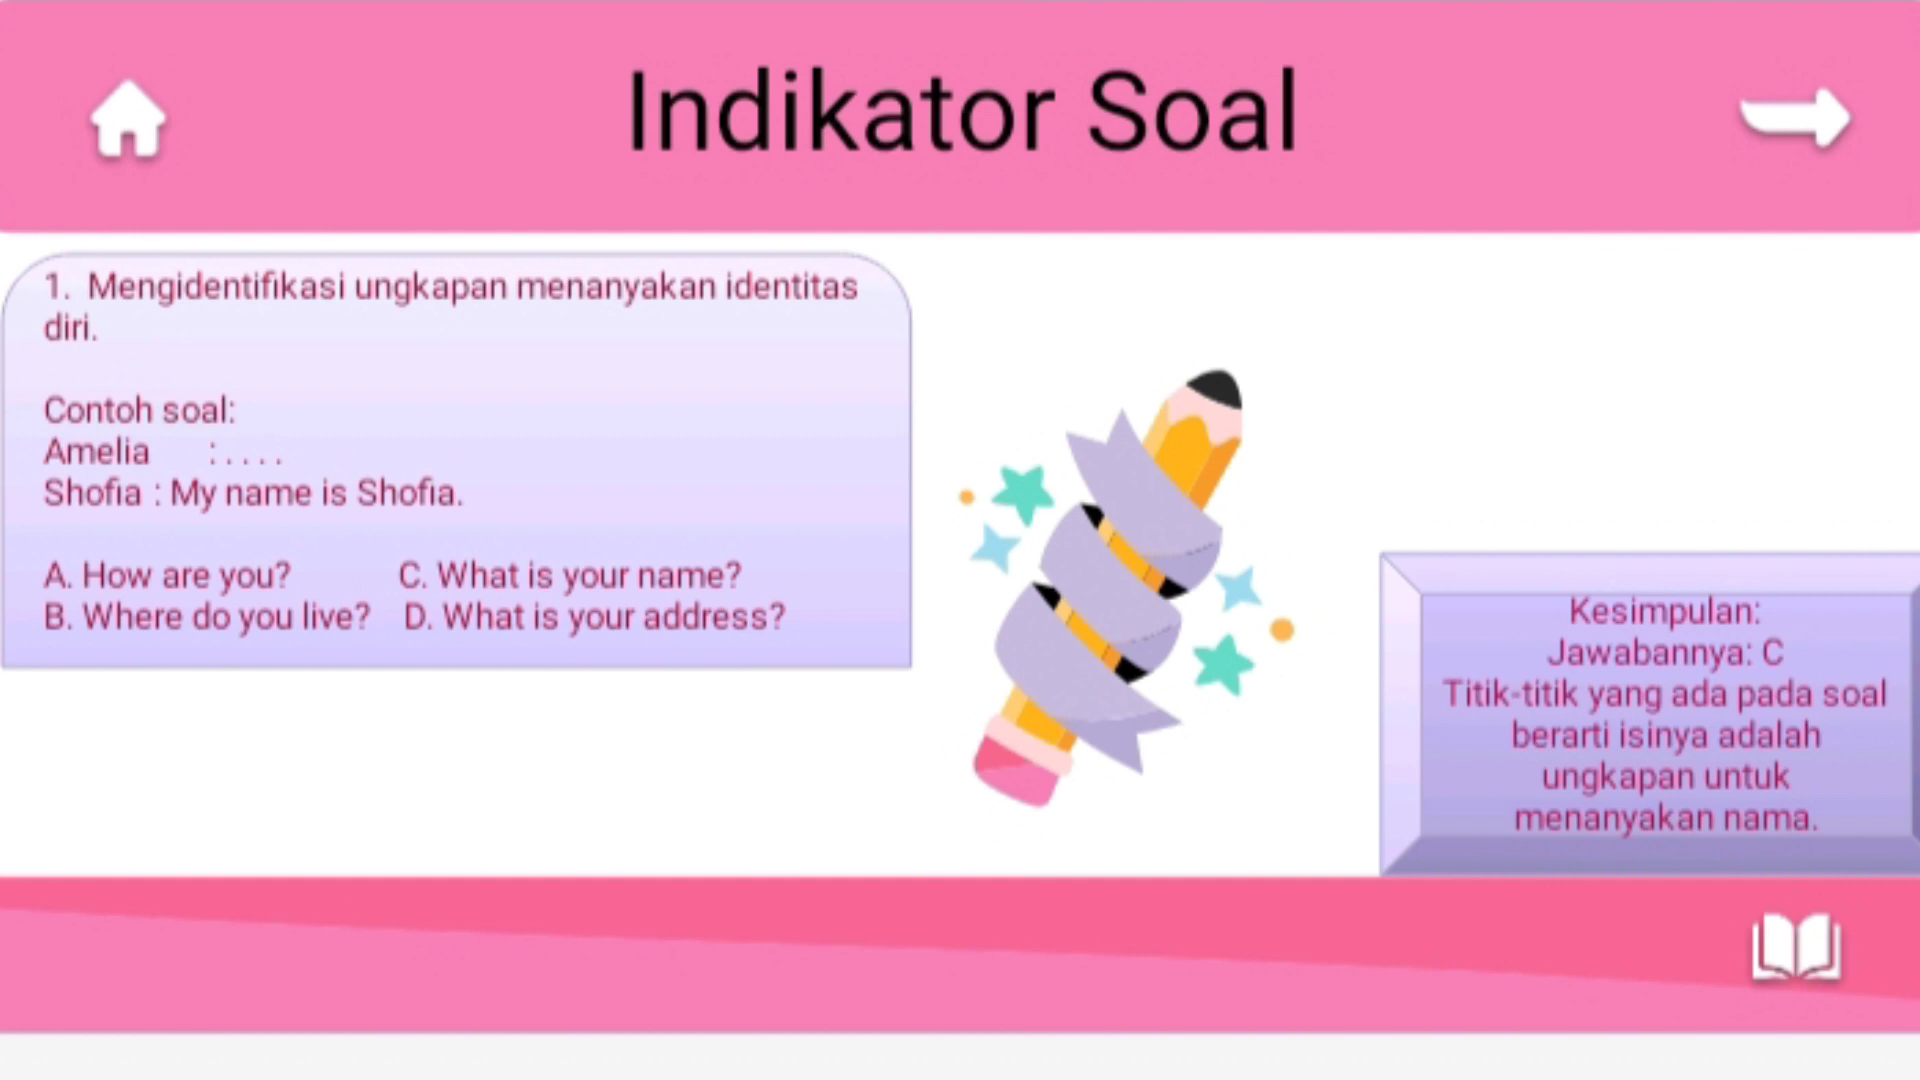 Indikator Soal
1. Mengidentifikasi ungkapan menanyakan identitas
diri.
Contoh soal:
Amelia : . . . .
Shofia : My name is Shofia.
A. How are you? C. What is your name?
B. Where do you live? D. What is your address?
Kesimpulan:
Jawabannya: C
Titik-titik yang ada pada soal
berarti isinya adalah
ungkapan untuk
menanyakan nama.